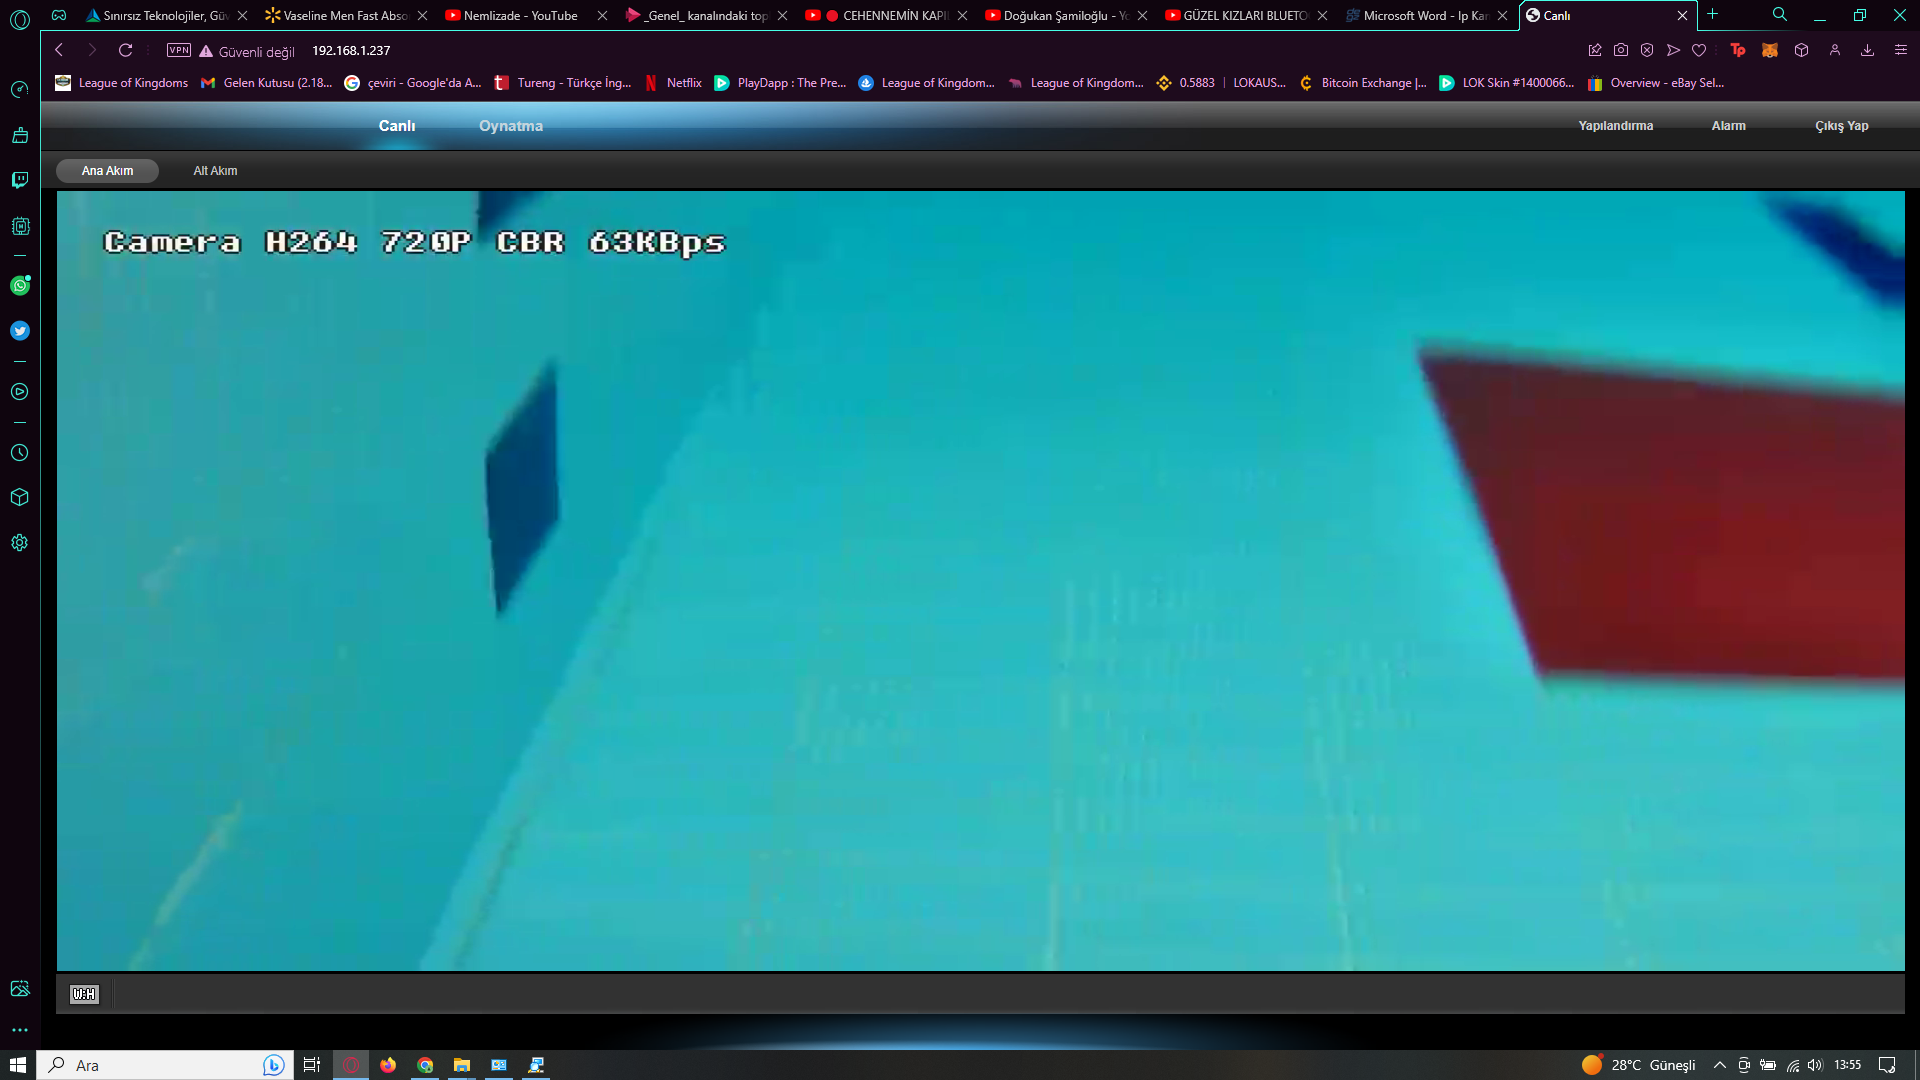 Sınırsız Teknolojiler, Güv
Vaseline Men Fast Abso
Nemlizade - YouTube
_Genel_ kanalındaki top
CEHENNEMİN KAPI
Doğukan Şamiloğlu - Yo
GÜZEL KIZLARI BLUETO
Microsoft Word - Ip Kar
Canlı
VPN
Güvenli değil
192.168.1.237
Tp
League of Kingdoms
Gelen Kutusu (2.18...
çeviri - Google'da A...
Tureng - Türkçe İng...
Netflix
PlayDapp : The Pre...
League of Kingdom...
League of Kingdom...
0.5883 | LOKAUS...
Bitcoin Exchange |...
LOK Skin #1400066...
Overview - eBay Sel...
Canlı
Oynatma
Yapılandırma
Alarm
Çıkış Yap
Ana Akım
Alt Akım
Camera H264 720P CBR 63KBps
W:H
Ara
28°C Güneşli
13:55